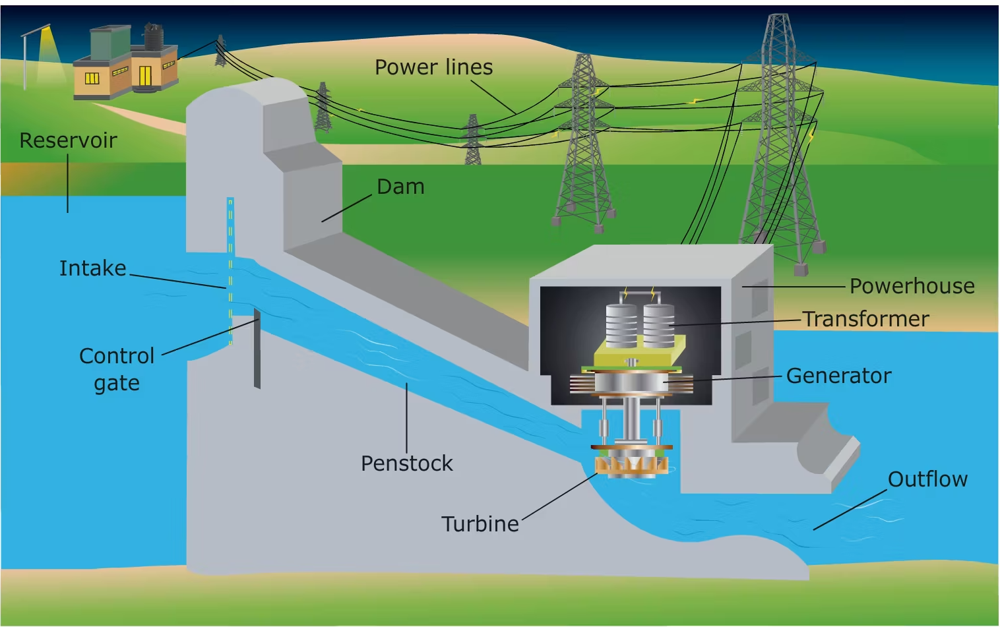 Power lines
Reservoir
Dam
Intake
Powerhouse
Transformer
Control
gate
Generator
Penstock
Outflow
Turbine